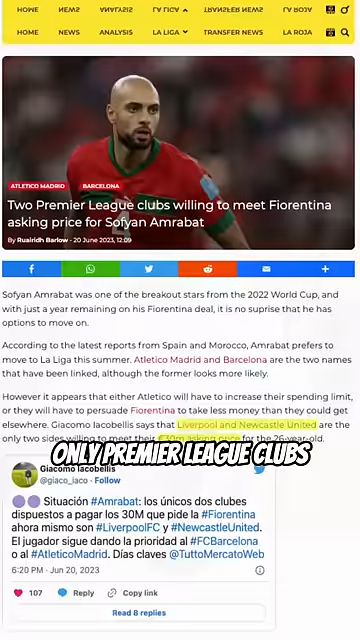 HOME NEWS ANALYSIS LA LIGA TRANSFER NEWS LA ROJA
HOME NEWS ANALYSIS LA LIGA TRANSFER NEWS LA ROJA
ATLETICO MADRID BARCELONA
Two Premier League clubs willing to meet Fiorentina
asking price for Sofyan Amrabat
By Ruairidh Barlow - 20 June 2023, 12:09
Sofyan Amrabat was one of the breakout stars from the 2022 World Cup, and
with just a year remaining on his Fiorentina deal, it is no suprise that he has
options to move on.
According to the latest reports from Spain and Morocco, Amrabat prefers to
move to La Liga this summer. Atletico Madrid and Barcelona are the two names
that have been linked, although the former looks more likely.
However it appears that either Atletico will have to increase their spending limit,
or they will have to persuade Fiorentina to take less money than they could get
elsewhere. Giacomo Iacobellis says that Liverpool and Newcastle United are the
only two sides willing to meet their €30m asking price for the 26-year-old.
ONLY PREMIER LEAGUE CLUBS
Giacomo Iacobellis
@giaco_iaco · Follow
Situación #Amrabat: los únicos dos clubes
dispuestos a pagar los 30M que pide la #Fiorentina
ahora mismo son #LiverpoolFC y #NewcastleUnited.
El jugador sigue dando la prioridad al #FCBarcelona
o al #AtleticoMadrid. Días claves @TuttoMercatoWeb
6:20 PM · Jun 20, 2023
107 Reply Copy link
Read 8 replies